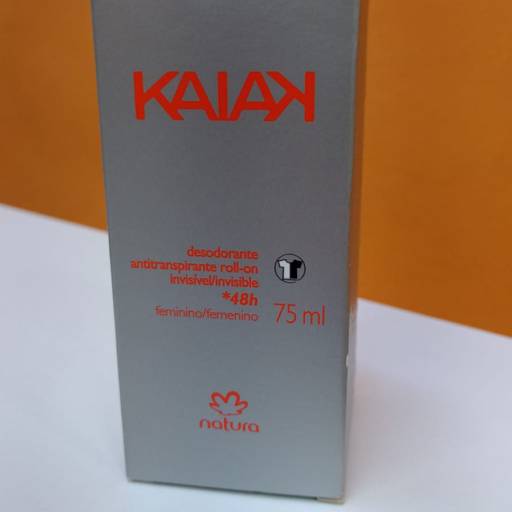 KAIAK
desodorante
antitranspirante roll-on
invisível/invisible
*48h
feminino/femenino
75 ml
natura